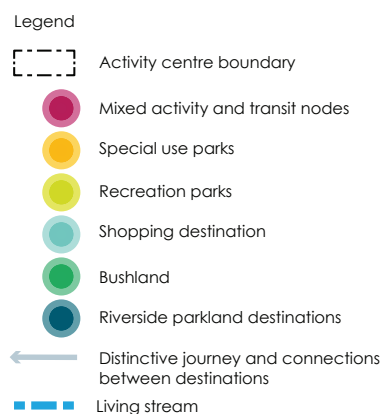 Legend
Activity centre boundary
Mixed activity and transit nodes
Special use parks
Recreation parks
Shopping destination
Bushland
Riverside parkland destinations
Distinctive journey and connections
between destinations
Living stream